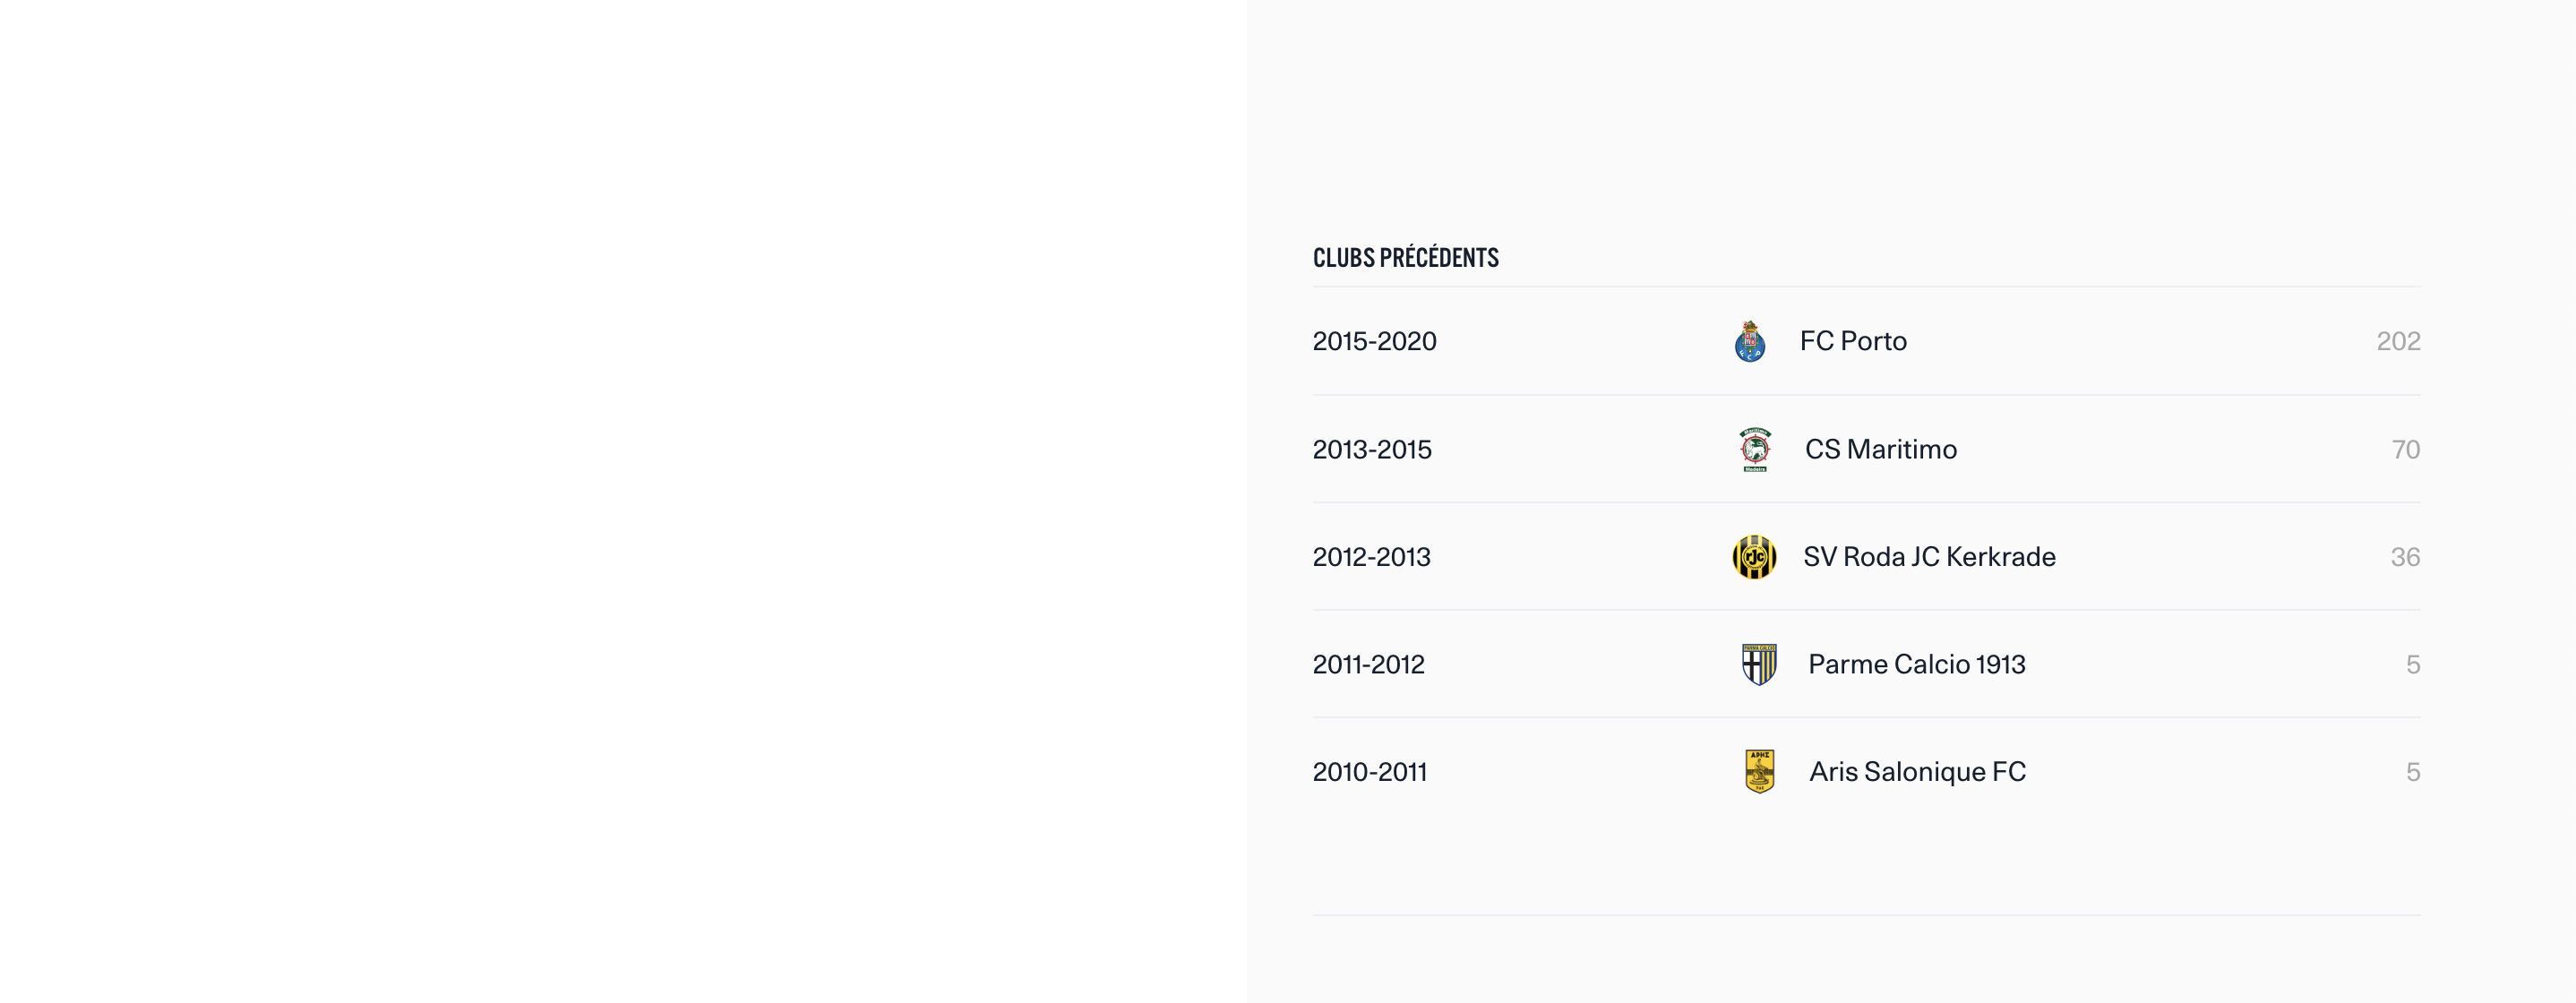 CLUBS PRÉCÉDENTS
2015-2020 FC Porto 202
2013-2015 CS Maritimo 70
2012-2013 SV Roda JC Kerkrade 36
2011-2012 Parme Calcio 1913 5
2010-2011 Aris Salonique FC 5